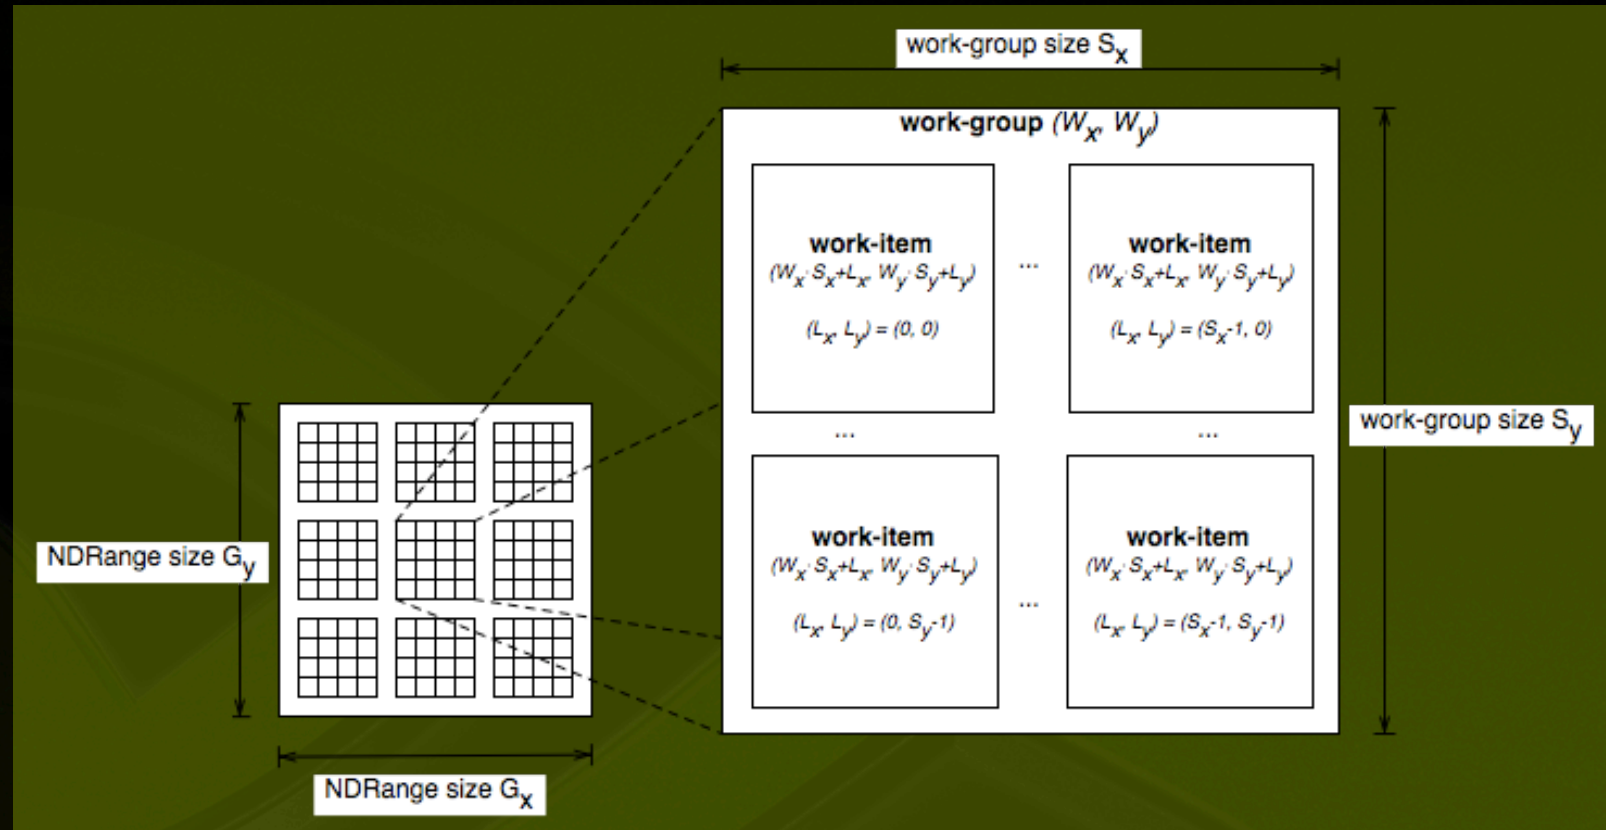 work-group size Sx
work-group (Wx, Wy)
work-item
(Wx· Sx+Lx, Wy· Sy+Ly)
(Lx, Ly) = (0, 0)
...
work-item
(Wx· Sx+Lx, Wy· Sy+Ly)
(Lx, Ly) = (Sx-1, 0)
...
...
work-group size Sy
work-item
(Wx· Sx+Lx, Wy· Sy+Ly)
(Lx, Ly) = (0, Sy-1)
...
work-item
(Wx· Sx+Lx, Wy· Sy+Ly)
(Lx, Ly) = (Sx-1, Sy-1)
NDRange size Gy
NDRange size Gx